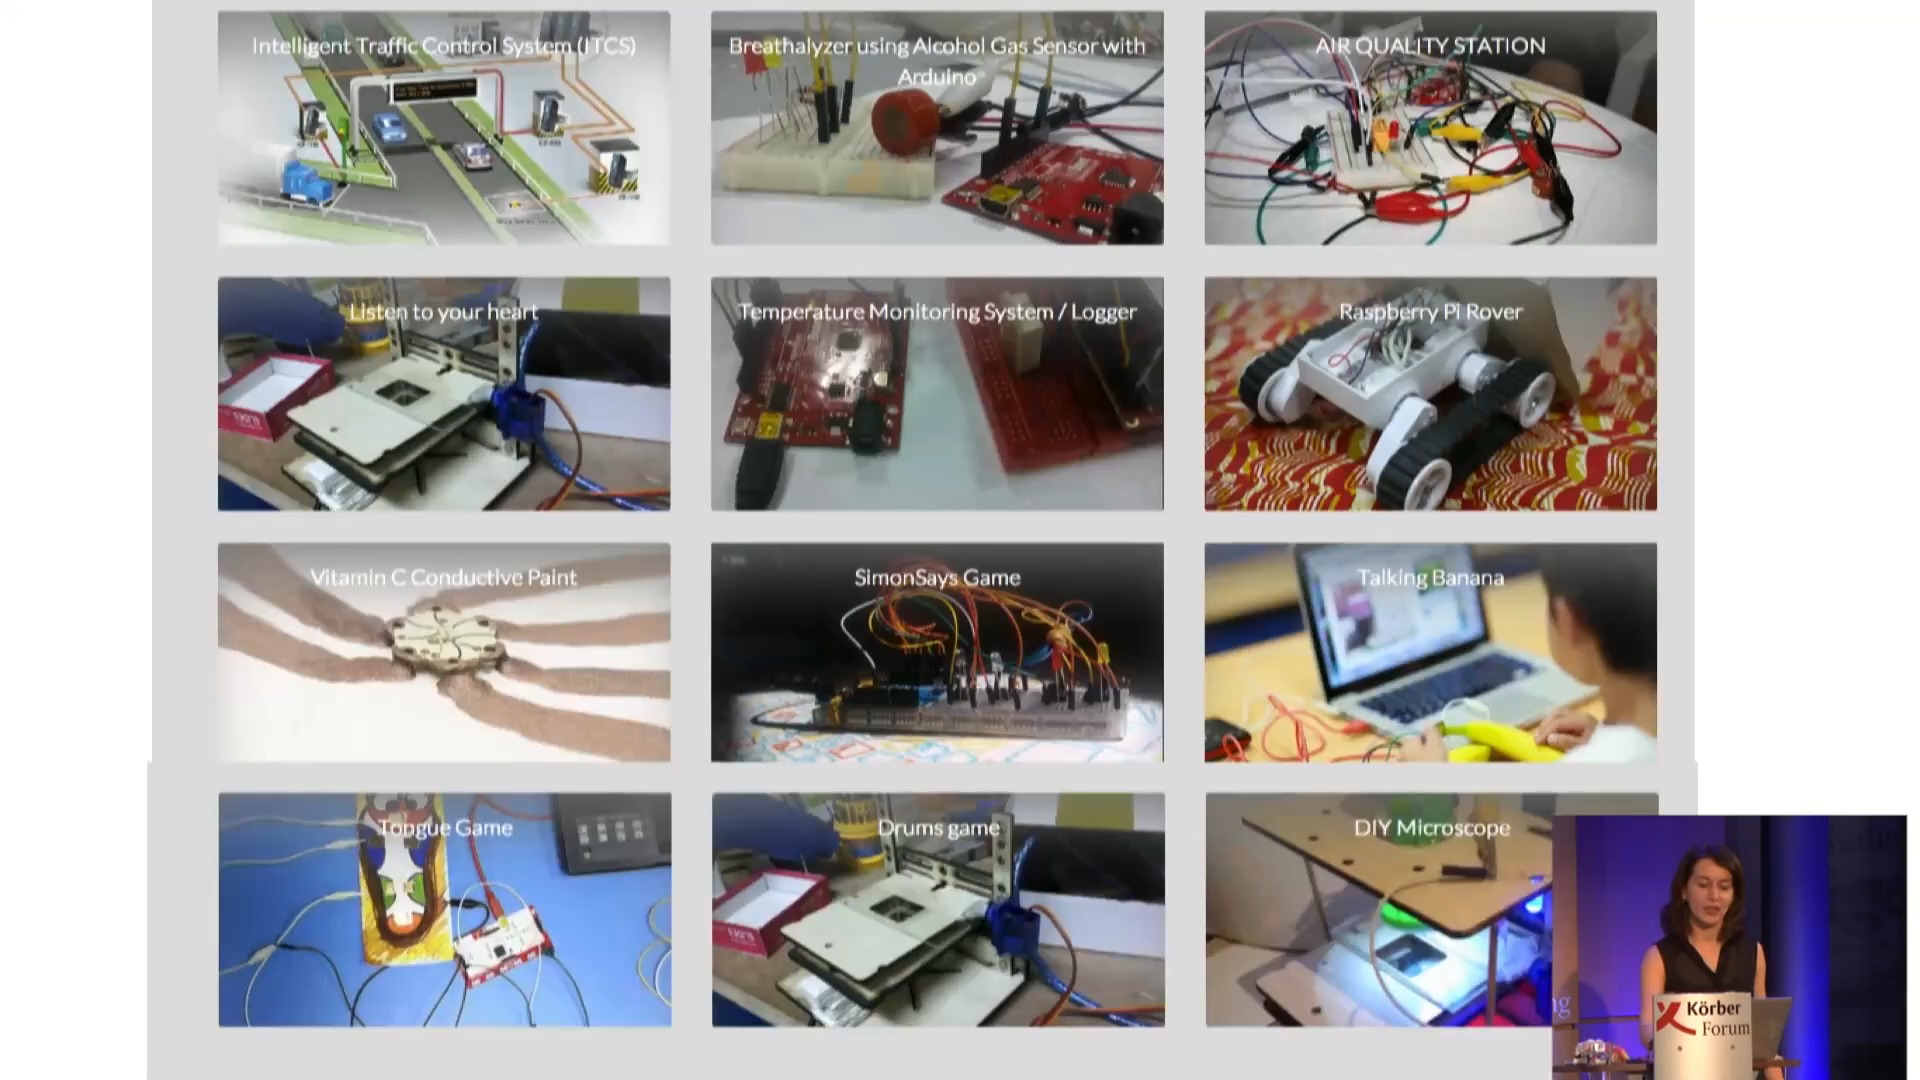 Intelligent Traffic Control System (ITCS)
Breathalyzer using Alcohol Gas Sensor with
Arduino
AIR QUALITY STATION
Listen to your heart
Temperature Monitoring System / Logger
Raspberry Pi Rover
Vitamin C Conductive Paint
SimonSays Game
Talking Banana
Tongue Game
Drums game
DIY Microscope
Körber
Forum